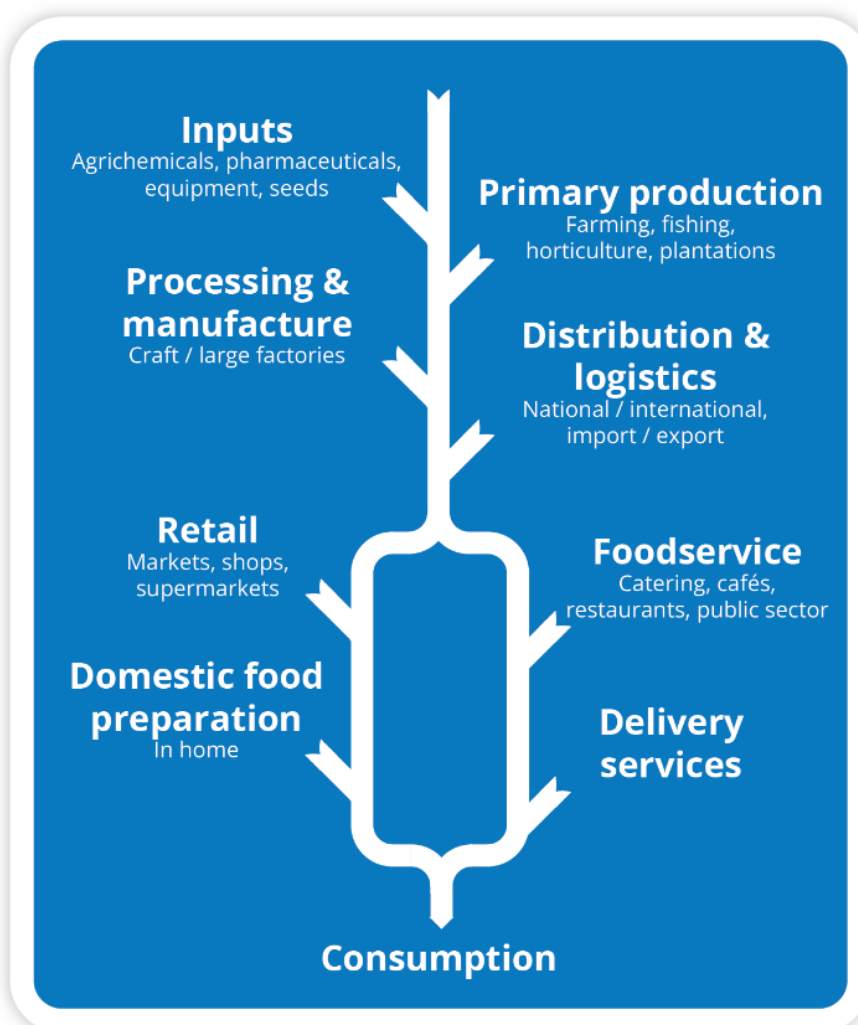 Inputs
Agrichemicals, pharmaceuticals,
equipment, seeds
Primary production
Farming, fishing,
horticulture, plantations
Processing &
manufacture
Craft / large factories
Distribution &
logistics
National / international,
import / export
Retail
Markets, shops,
supermarkets
Foodservice
Catering, cafés,
restaurants, public sector
Domestic food
preparation
In home
Delivery
services
Consumption